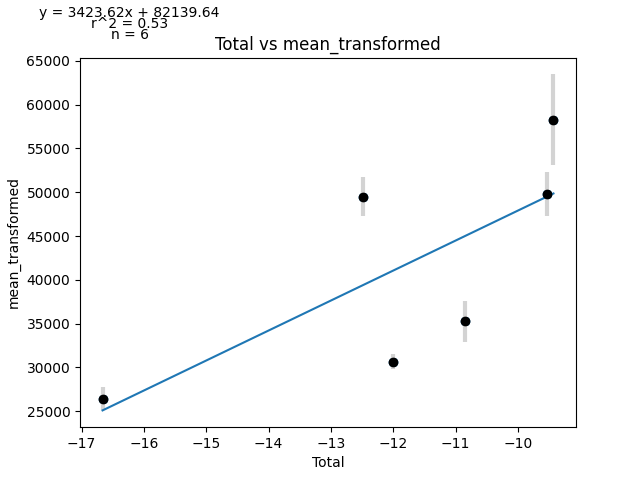 y = 3423.62x + 82139.64
r^2 = 0.53
n = 6
Total vs mean_transformed
65000
60000
55000
50000
45000
40000
35000
30000
25000
mean_transformed
−17 −16 −15 −14 −13 −12 −11 −10
Total